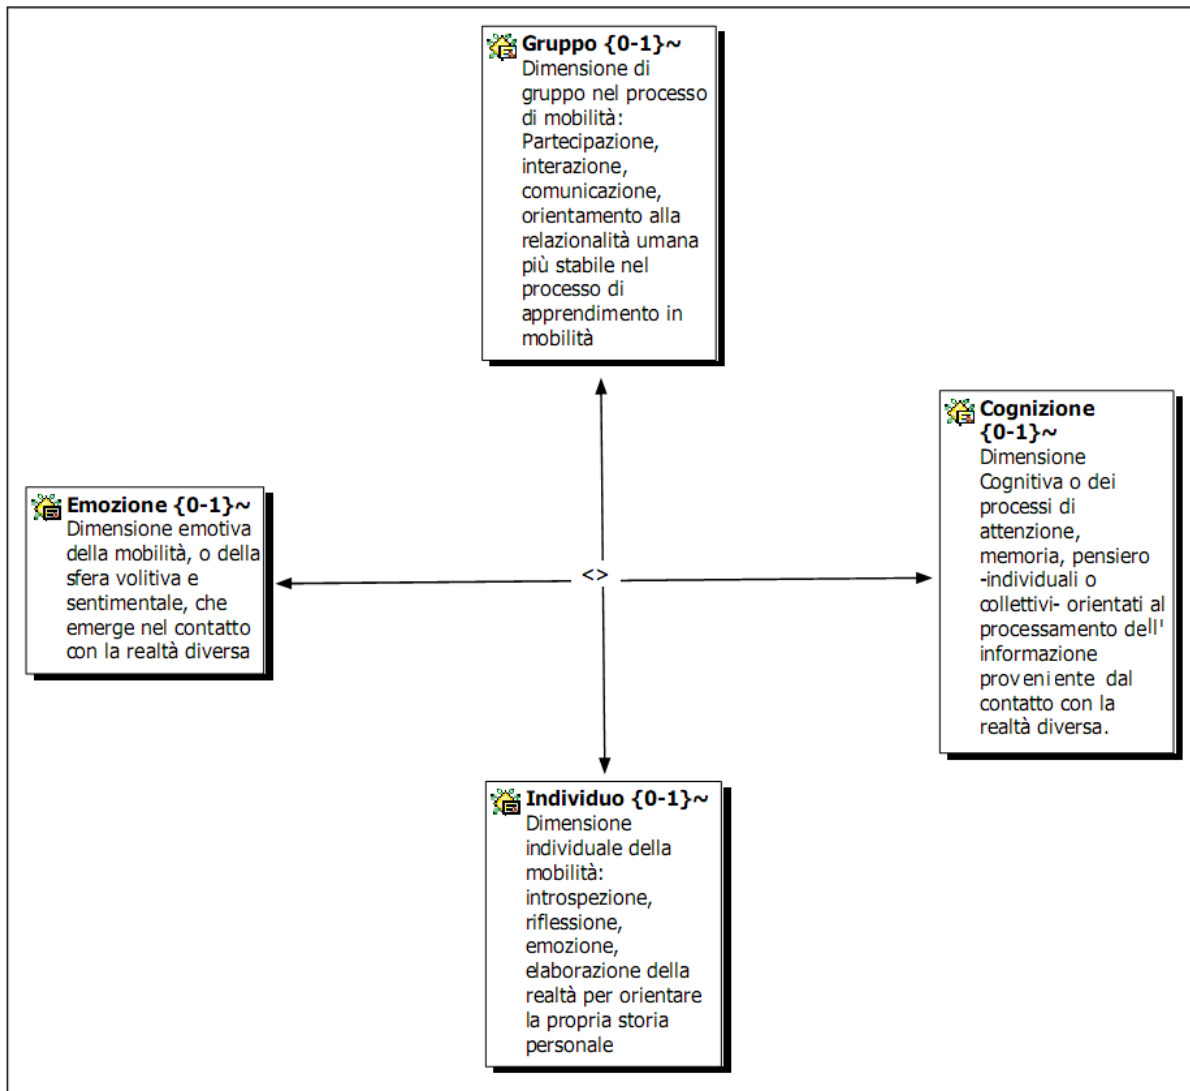 Gruppo {0-1}~
Dimensione di
gruppo nel processo
di mobilità:
Partecipazione,
interazione,
comunicazione,
orientamento alla
relazionalità umana
più stabile nel
processo di
apprendimento in
mobilità
Cognizione
{0-1}~
Dimensione
Cognitiva o dei
processi di
attenzione,
memoria, pensiero
-individuali o
collettivi- orientati al
processamento dell'
informazione
proveniente dal
contatto con la
realtà diversa.
Emozione {0-1}~
Dimensione emotiva
della mobilità, o della
sfera volitiva e
sentimentale, che
emerge nel contatto
con la realtà diversa
<>
Individuo {0-1}~
Dimensione
individuale della
mobilità:
introspezione,
riflessione,
emozione,
elaborazione della
realtà per orientare
la propria storia
personale